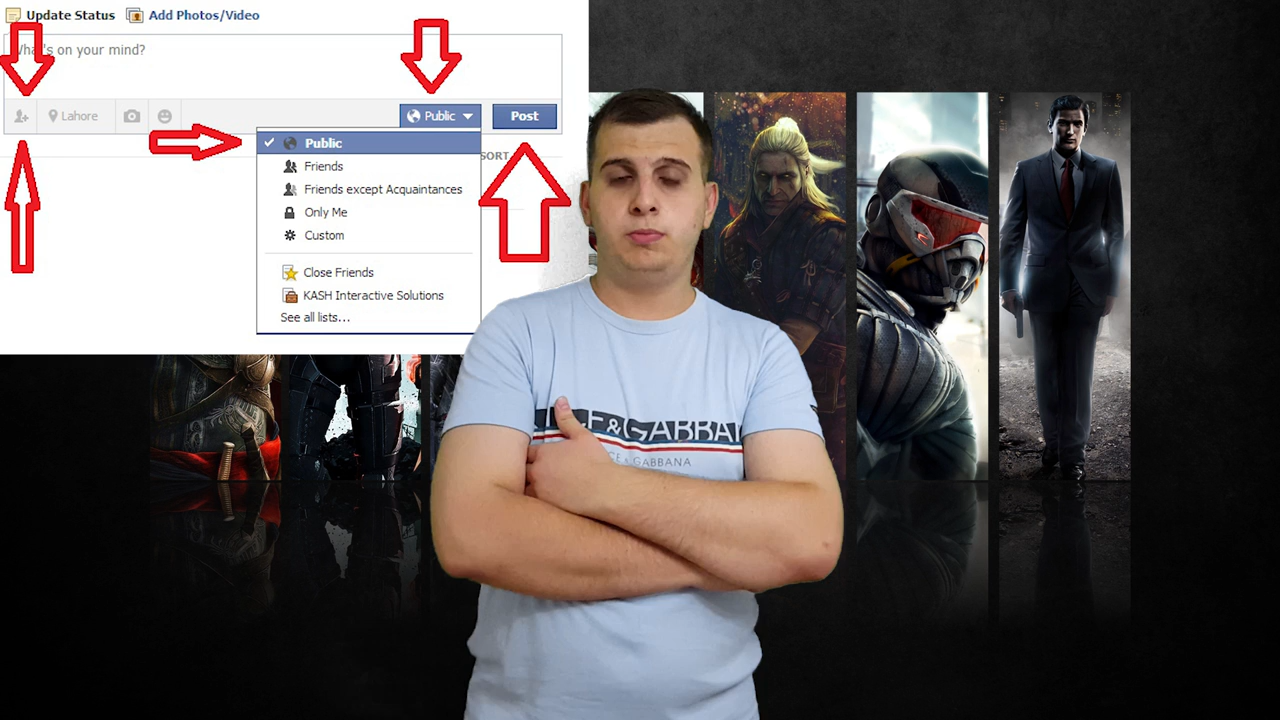 Update Status Add Photos/Video
What's on your mind?
Lahore
Public
Post
Public
SORT
Friends
Friends except Acquaintances
Only Me
Custom
Close Friends
KASH Interactive Solutions
See all lists...
&GABBA
& GABBANA